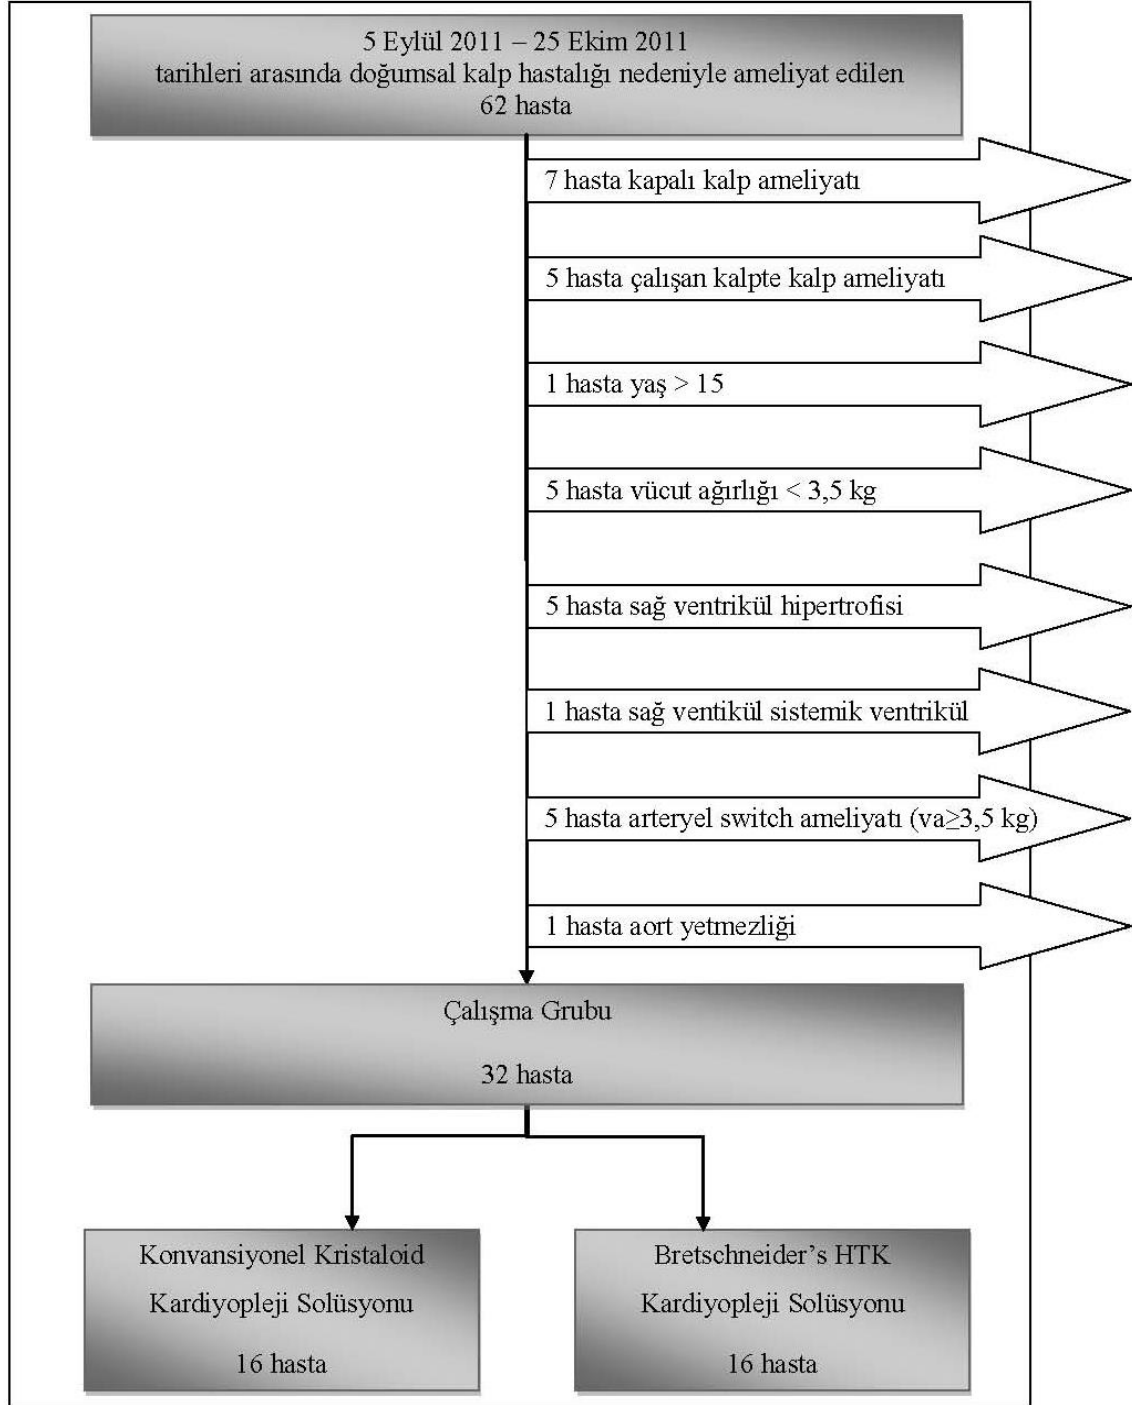 5 Eylül 2011 – 25 Ekim 2011
tarihleri arasında doğumsal kalp hastalığı nedeniyle ameliyat edilen
62 hasta
7 hasta kapalı kalp ameliyatı
5 hasta çalışan kalpte kalp ameliyatı
1 hasta yaş > 15
5 hasta vücut ağırlığı < 3,5 kg
5 hasta sağ ventrikül hipertrofisi
1 hasta sağ ventikül sistemik ventrikül
5 hasta arteryel switch ameliyatı (va≥3,5 kg)
1 hasta aort yetmezliği
Çalışma Grubu
32 hasta
Konvansiyonel Kristaloid
Kardiyopleji Solüsyonu
16 hasta
Bretschneider’s HTK
Kardiyopleji Solüsyonu
16 hasta